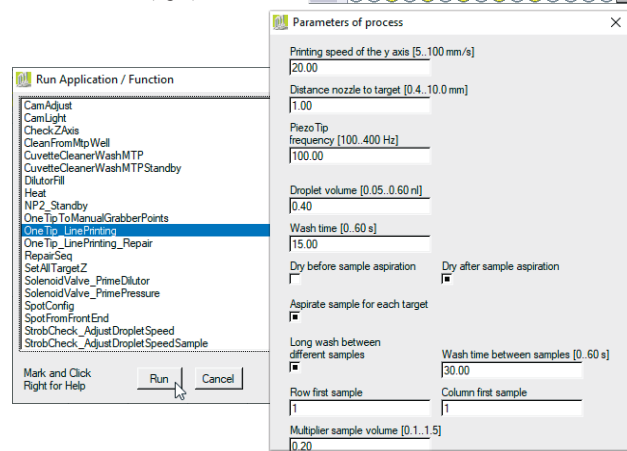 Run Application / Function
CamAdjust
CamLight
CheckZAxis
CleanFromMtpWell
CuvetteCleanerWashMTP
CuvetteCleanerWashMTPStandby
DilutorFill
Heat
NP2_Standby
OneTipToManualGrabberPoints
OneTip_LinePrinting
OneTip_LinePrinting_Repair
RepairSeq
SetAllTargetZ
SolenoidValve_PrimeDilutor
SolenoidValve_PrimePressure
SpotConfig
SpotFromFrontEnd
StrobCheck_AdjustDropletSpeed
StrobCheck_AdjustDropletSpeedSample
Mark and Click
Right for Help
Run
Cancel
Parameters of process
Printing speed of the y axis [5..100 mm/s]
20.00
Distance nozzle to target [0.4..10.0 mm]
1.00
PiezoTip
frequency [100..400 Hz]
100.00
Droplet volume [0.05..0.60 nl]
0.40
Wash time [0..60 s]
15.00
Dry before sample aspiration
Dry after sample aspiration
Aspirate sample for each target
Long wash between
different samples
Wash time between samples [0..60 s]
30.00
Row first sample
Column first sample
1
1
Multiplier sample volume [0.1..1.5]
0.20